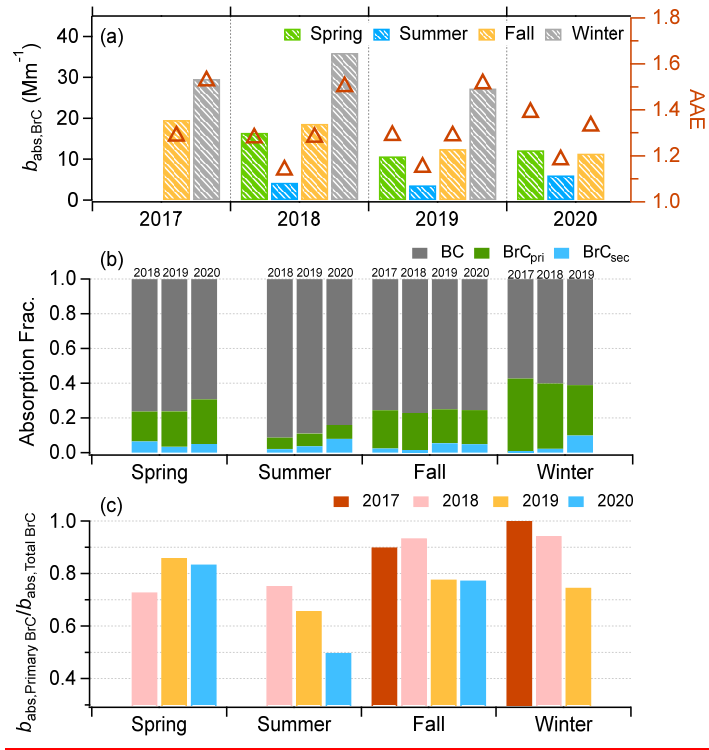 (a) Spring Summer Fall Winter
b_abs,BrC (Mm⁻¹)
40
30
20
10
0
AAE
1.8
1.6
1.4
1.2
1.0
2017 2018 2019 2020
(b) BC BrC_pri BrC_sec
Absorption Frac.
1.0
0.8
0.6
0.4
0.2
0.0
2018 2019 2020 2018 2019 2020 2017 2018 2019 2020 2017 2018 2019
Spring Summer Fall Winter
(c) 2017 2018 2019 2020
b_abs,Primary BrC/b_abs,Total BrC
1.0
0.8
0.6
0.4
Spring Summer Fall Winter